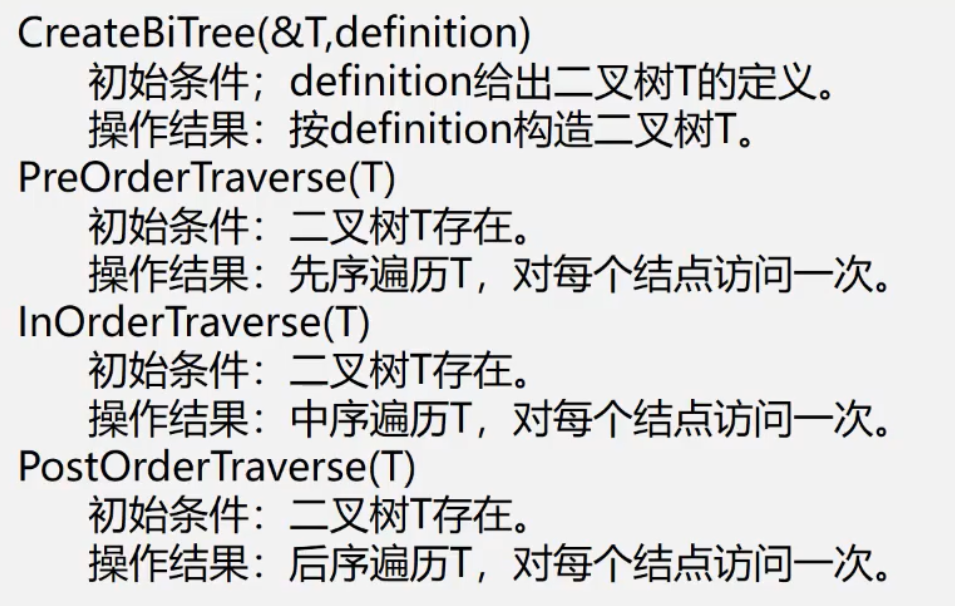 CreateBiTree(&T,definition)
初始条件；definition给出二叉树T的定义。
操作结果：按definition构造二叉树T。
PreOrderTraverse(T)
初始条件：二叉树T存在。
操作结果：先序遍历T，对每个结点访问一次。
InOrderTraverse(T)
初始条件：二叉树T存在。
操作结果：中序遍历T，对每个结点访问一次。
PostOrderTraverse(T)
初始条件：二叉树T存在。
操作结果：后序遍历T，对每个结点访问一次。